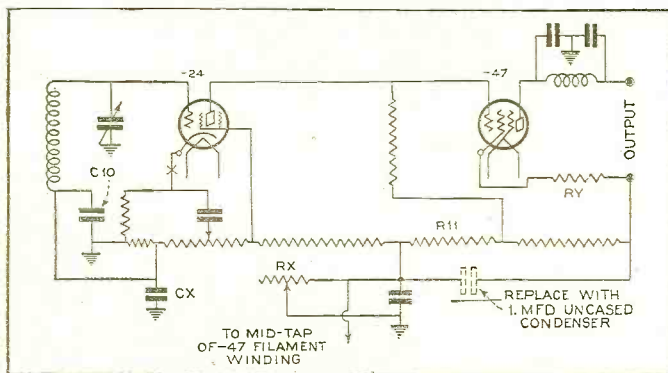 -24
-47
C10
OUTPUT
RY
R11
RX
CX
REPLACE WITH
1. MFD UNCASED
CONDENSER
TO MID-TAP
OF-47 FILAMENT
WINDING